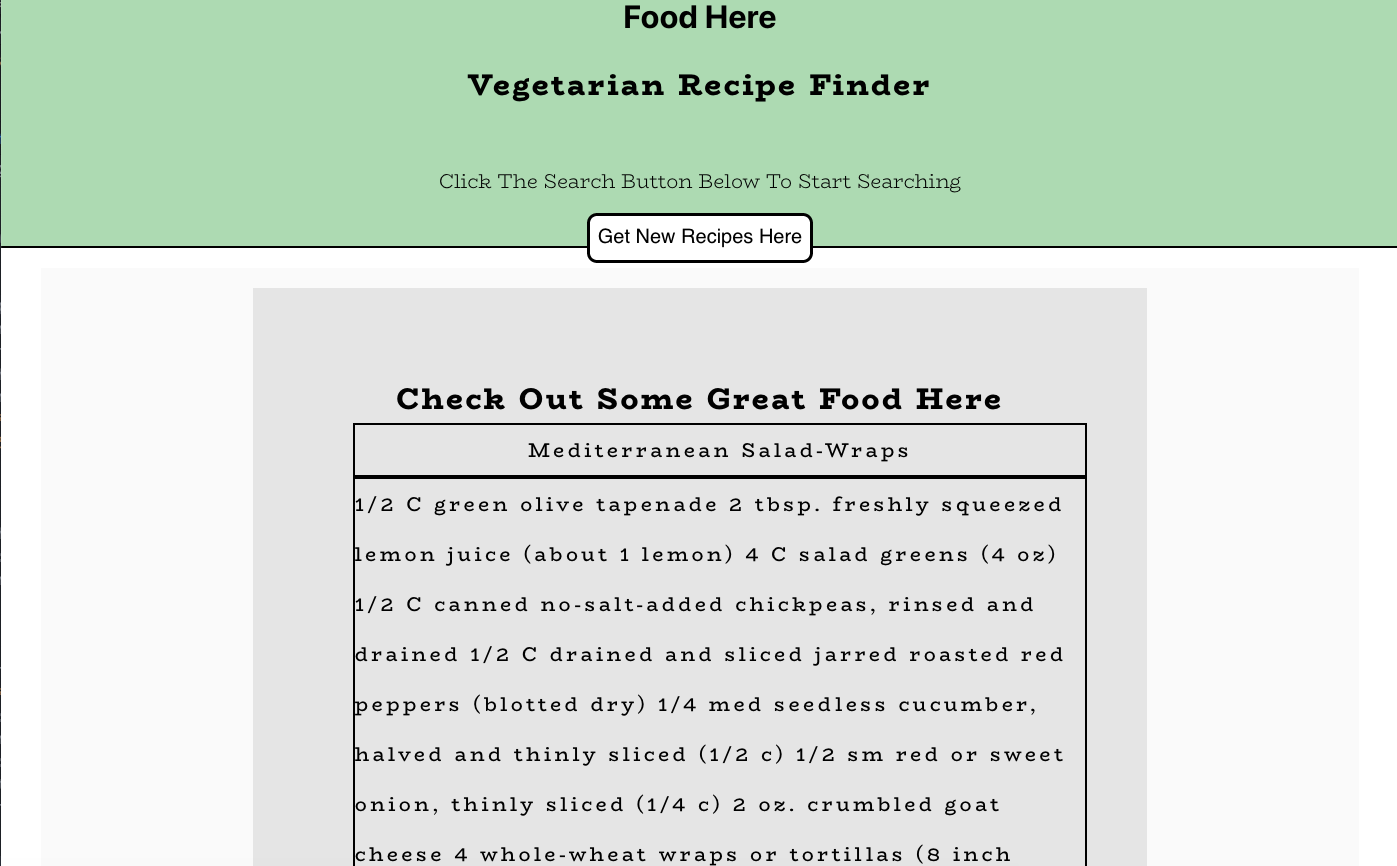 Food Here
Vegetarian Recipe Finder
Click The Search Button Below To Start Searching
Get New Recipes Here
Check Out Some Great Food Here
Mediterranean Salad-Wraps
1/2 C green olive tapenade 2 tbsp. freshly squeezed
lemon juice (about 1 lemon) 4 C salad greens (4 oz)
1/2 C canned no-salt-added chickpeas, rinsed and
drained 1/2 C drained and sliced jarred roasted red
peppers (blotted dry) 1/4 med seedless cucumber,
halved and thinly sliced (1/2 c) 1/2 sm red or sweet
onion, thinly sliced (1/4 c) 2 oz. crumbled goat
cheese 4 whole-wheat wraps or tortillas (8 inch